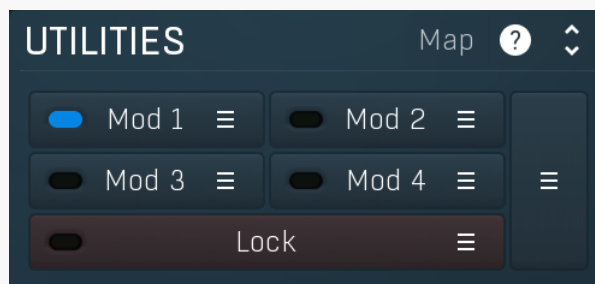 UTILITIES Map ?
Mod 1 Mod 2
Mod 3 Mod 4
Lock